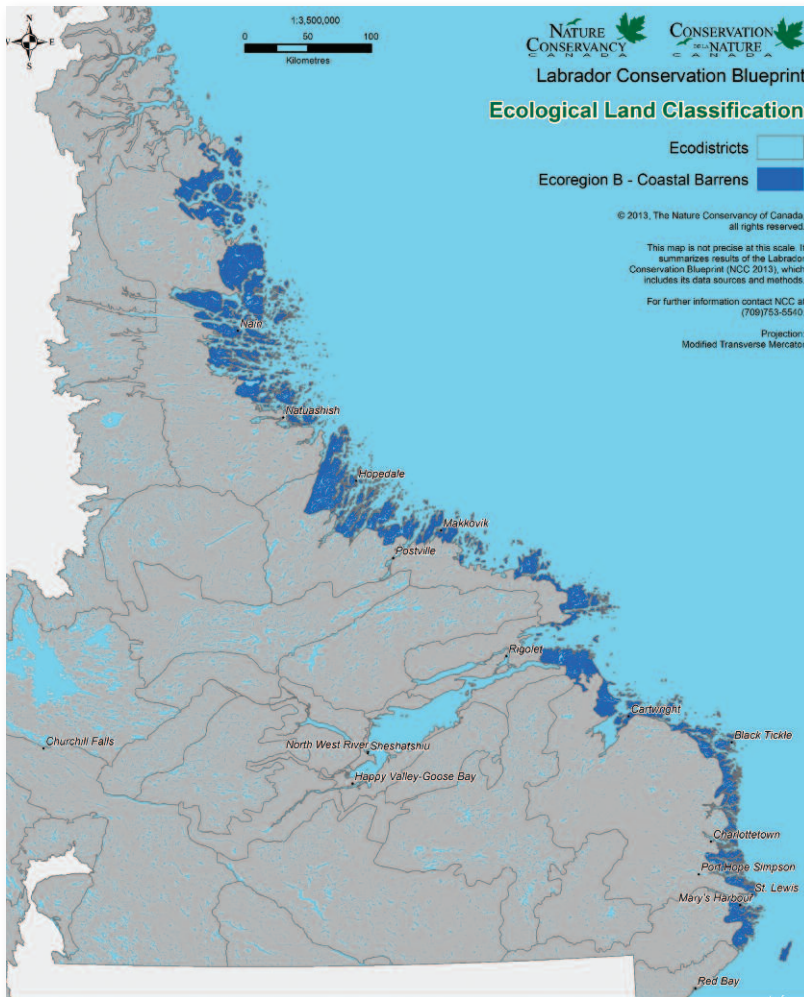 N
W E
S
1:3,500,000
0 50 100
Kilometres
NATURE
CONSERVANCY
CANADA
CONSERVATION
DE LA NATURE
CANADA
Labrador Conservation Blueprint
Ecological Land Classification
Ecodistricts
Ecoregion B - Coastal Barrens
© 2013, The Nature Conservancy of Canada
all rights reserved.
This map is not precise at this scale. It
summarizes results of the Labrador
Conservation Blueprint (NCC 2013), which
includes its data sources and methods.
For further information contact NCC at
(709)753-5540.
Projection:
Modified Transverse Mercator
Nain
Natuashish
Hopedale
Makkovik
Postville
Rigolet
Cartwright
Black Tickle
Churchill Falls
North West River
Sheshatshiu
Happy Valley-Goose Bay
Charlottetown
Port Hope Simpson
St. Lewis
Mary's Harbour
Red Bay